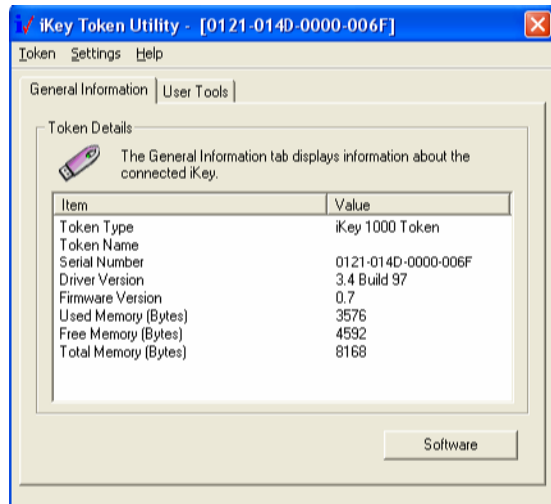 iKey Token Utility - [0121-014D-0000-006F]
Token Settings Help
General Information User Tools
Token Details
The General Information tab displays information about the
connected iKey.
Item Value
Token Type iKey 1000 Token
Token Name
Serial Number 0121-014D-0000-006F
Driver Version 3.4 Build 97
Firmware Version 0.7
Used Memory (Bytes) 3576
Free Memory (Bytes) 4592
Total Memory (Bytes) 8168
Software